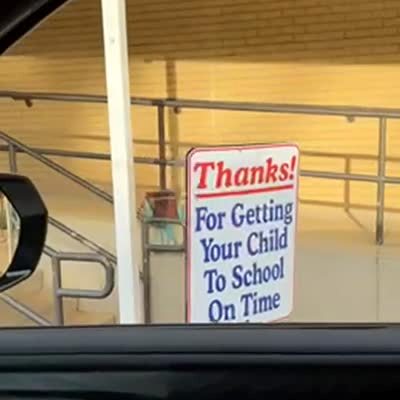 Thanks!
For Getting
Your Child
To School
On Time